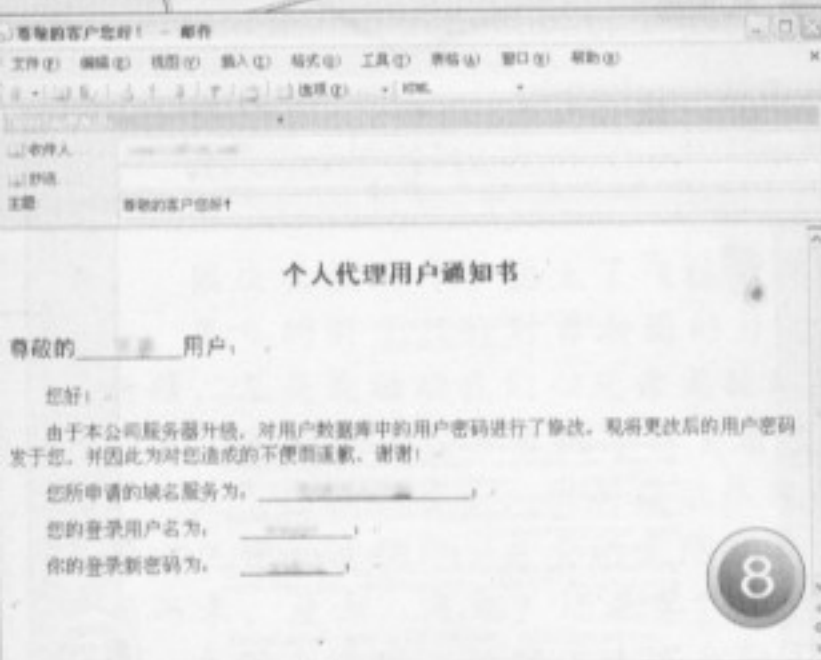 尊敬的客户您好！ - 邮件
文件(F) 编辑(E) 视图(V) 插入(I) 格式(O) 工具(T) 表格(A) 窗口(W) 帮助(H)
选项(P) HTML
收件人
抄送
主题 尊敬的客户您好！
个人代理用户通知书
尊敬的 用户：
您好！
由于本公司服务器升级，对用户数据库中的用户密码进行了修改，现将更改后的用户密码
发于您，并因此为对您造成的不便而道歉，谢谢！
您所申请的域名服务为：
您的登录用户名为：
你的登录新密码为：
8